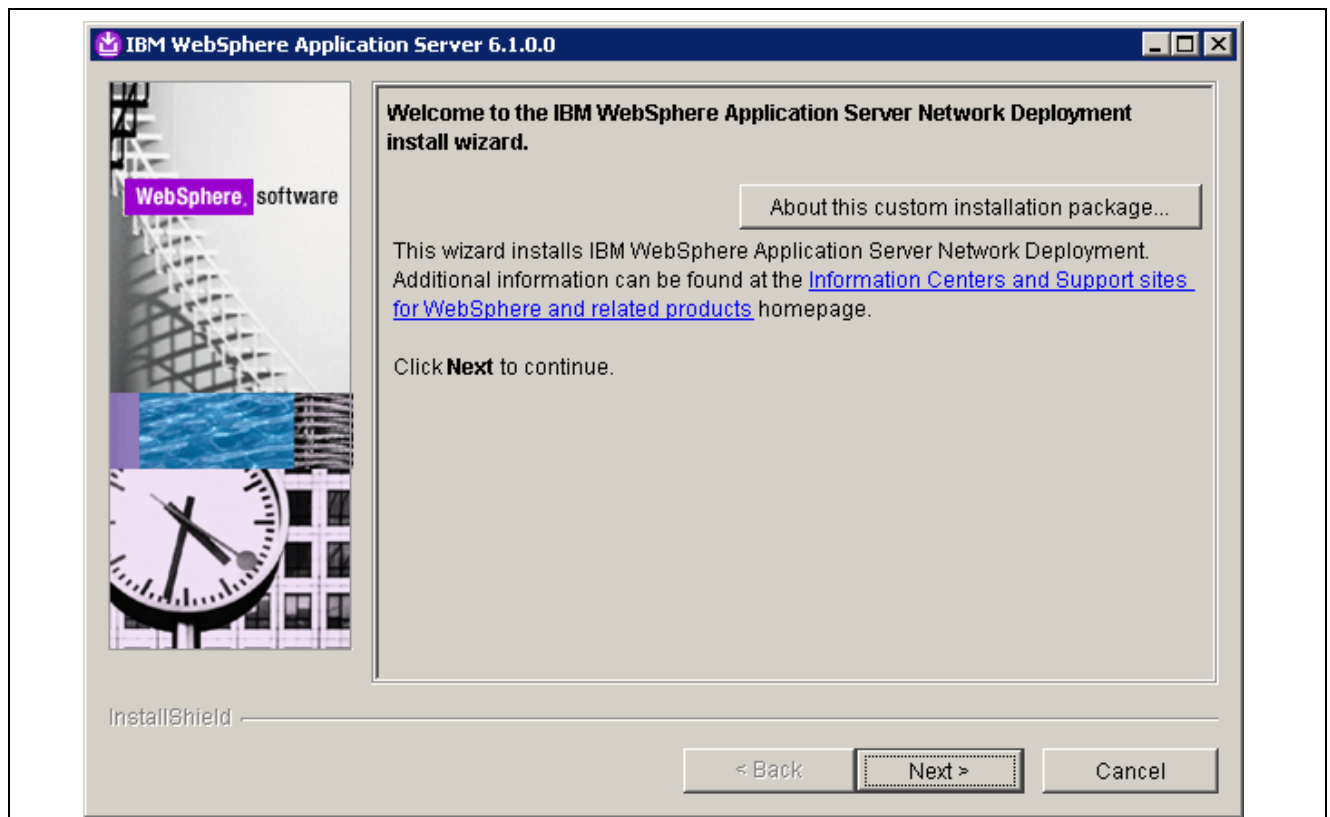 IBM WebSphere Application Server 6.1.0.0
WebSphere. software
Welcome to the IBM WebSphere Application Server Network Deployment
install wizard.
About this custom installation package...
This wizard installs IBM WebSphere Application Server Network Deployment.
Additional information can be found at the Information Centers and Support sites
for WebSphere and related products homepage.
Click Next to continue.
InstallShield
< Back
Next >
Cancel